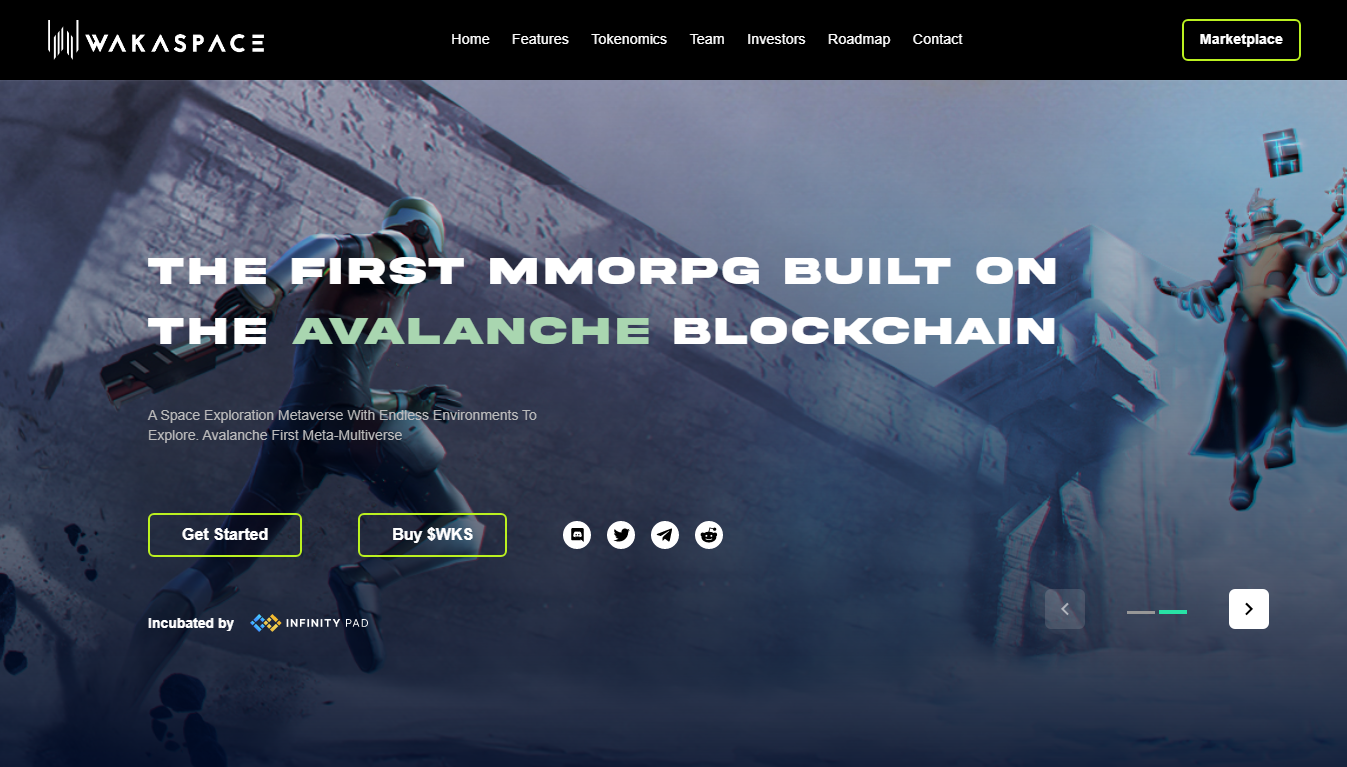 WAKASPACE
Home Features Tokenomics Team Investors Roadmap Contact
Marketplace
THE FIRST MMORPG BUILT ON
THE AVALANCHE BLOCKCHAIN
A Space Exploration Metaverse With Endless Environments To
Explore. Avalanche First Meta-Multiverse
Get Started
Buy $WKS
Incubated by
INFINITY PAD